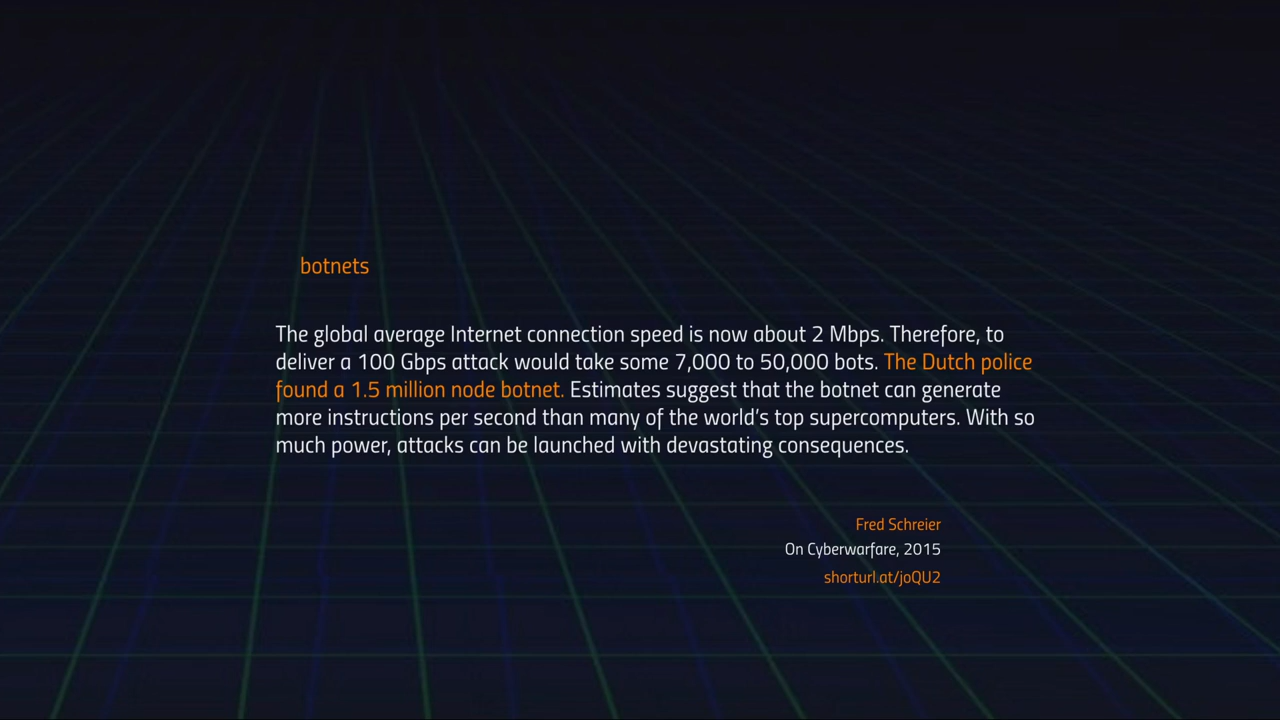 botnets
The global average Internet connection speed is now about 2 Mbps. Therefore, to
deliver a 100 Gbps attack would take some 7,000 to 50,000 bots. The Dutch police
found a 1.5 million node botnet. Estimates suggest that the botnet can generate
more instructions per second than many of the world's top supercomputers. With so
much power, attacks can be launched with devastating consequences.
Fred Schreier
On Cyberwarfare, 2015
shorturl.at/joQU2